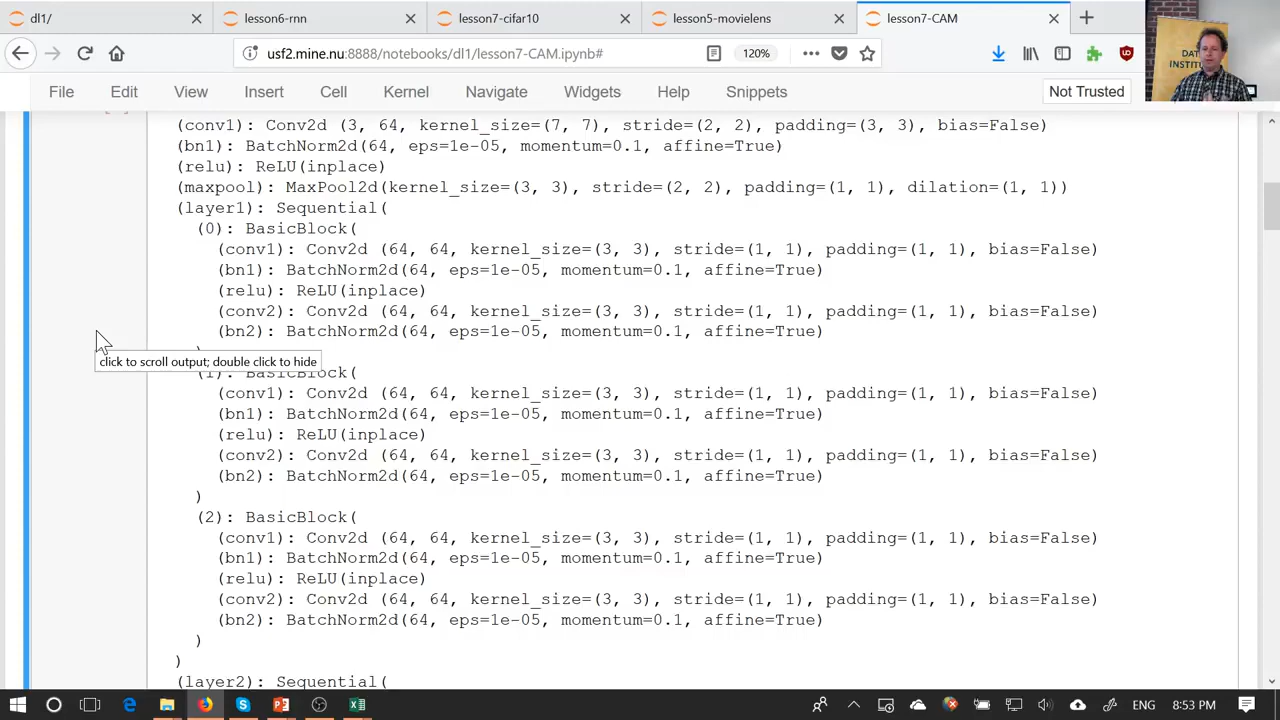 dl1/ lesson6-rnn lesson7-cifar10 lesson5-movielens lesson7-CAM
usf2.mine.nu:8888/notebooks/dl1/lesson7-CAM.ipynb# 120%
File Edit View Insert Cell Kernel Navigate Widgets Help Snippets Not Trusted
(conv1): Conv2d (3, 64, kernel_size=(7, 7), stride=(2, 2), padding=(3, 3), bias=False)
(bn1): BatchNorm2d(64, eps=1e-05, momentum=0.1, affine=True)
(relu): ReLU(inplace)
(maxpool): MaxPool2d(kernel_size=(3, 3), stride=(2, 2), padding=(1, 1), dilation=(1, 1))
(layer1): Sequential(
(0): BasicBlock(
(conv1): Conv2d (64, 64, kernel_size=(3, 3), stride=(1, 1), padding=(1, 1), bias=False)
(bn1): BatchNorm2d(64, eps=1e-05, momentum=0.1, affine=True)
(relu): ReLU(inplace)
(conv2): Conv2d (64, 64, kernel_size=(3, 3), stride=(1, 1), padding=(1, 1), bias=False)
(bn2): BatchNorm2d(64, eps=1e-05, momentum=0.1, affine=True)
click to scroll output; double click to hide
(1): BasicBlock(
(conv1): Conv2d (64, 64, kernel_size=(3, 3), stride=(1, 1), padding=(1, 1), bias=False)
(bn1): BatchNorm2d(64, eps=1e-05, momentum=0.1, affine=True)
(relu): ReLU(inplace)
(conv2): Conv2d (64, 64, kernel_size=(3, 3), stride=(1, 1), padding=(1, 1), bias=False)
(bn2): BatchNorm2d(64, eps=1e-05, momentum=0.1, affine=True)
)
(2): BasicBlock(
(conv1): Conv2d (64, 64, kernel_size=(3, 3), stride=(1, 1), padding=(1, 1), bias=False)
(bn1): BatchNorm2d(64, eps=1e-05, momentum=0.1, affine=True)
(relu): ReLU(inplace)
(conv2): Conv2d (64, 64, kernel_size=(3, 3), stride=(1, 1), padding=(1, 1), bias=False)
(bn2): BatchNorm2d(64, eps=1e-05, momentum=0.1, affine=True)
)
)
(layer2): Sequential(
ENG 8:53 PM